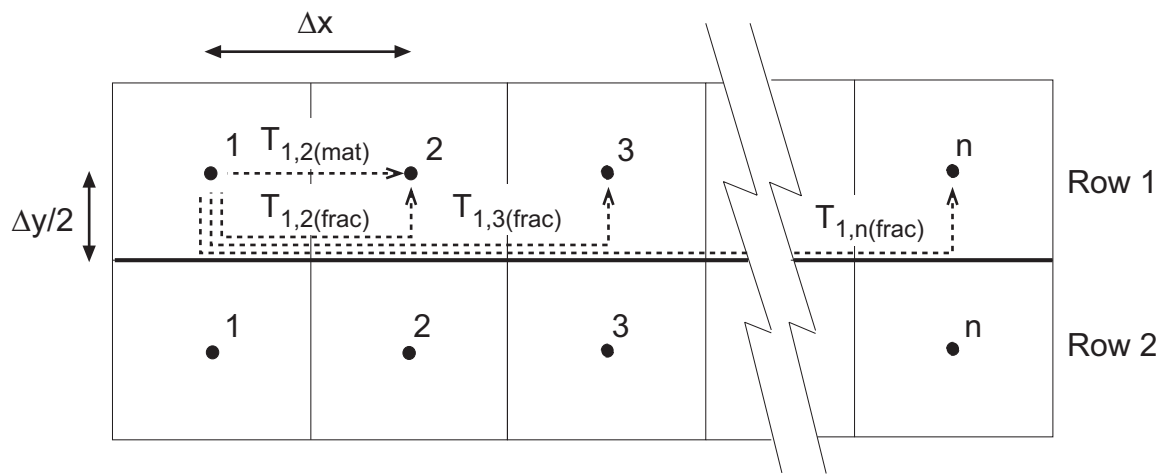 Δx
1 T1,2(mat) 2 3 n
Row 1
Δy/2
T1,2(frac) T1,3(frac) T1,n(frac)
1 2 3 n
Row 2